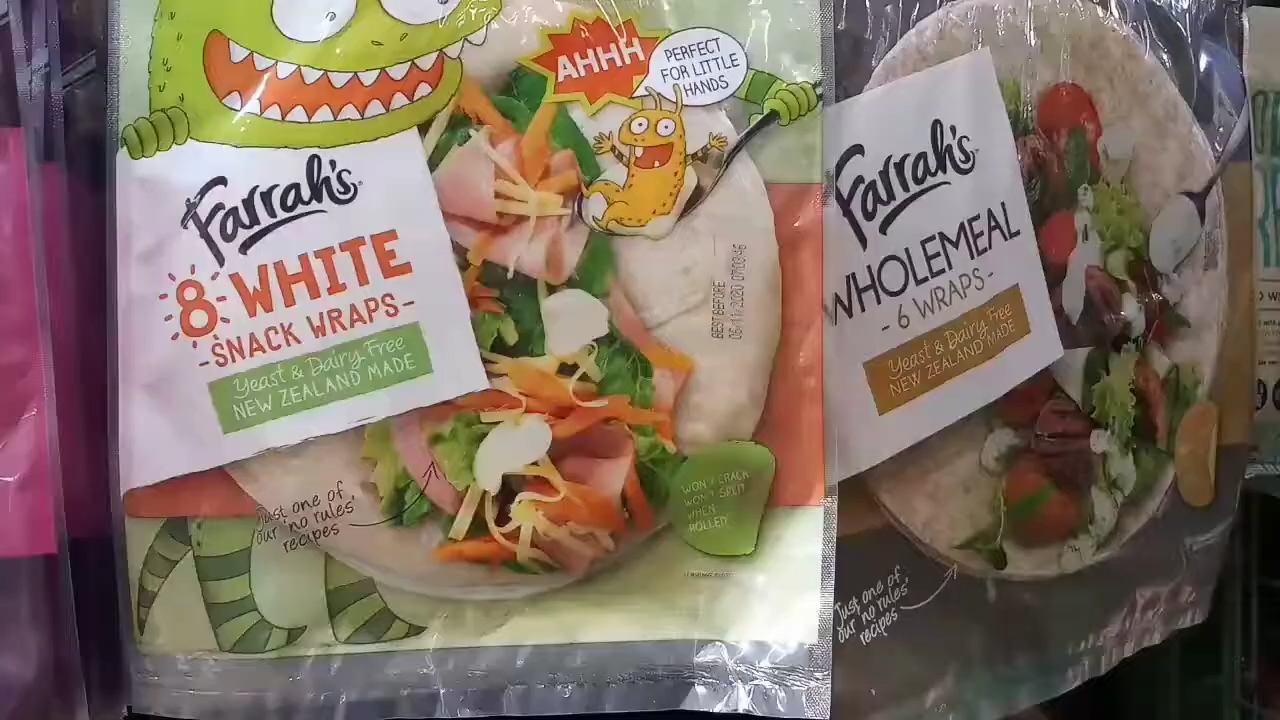 AHHH
PERFECT
FOR LITTLE
HANDS
Farrah's
8 WHITE
-SNACK WRAPS-
Yeast & Dairy Free
NEW ZEALAND MADE
BEST BEFORE
Just one of
our 'no rules'
recipes
WON'T CRACK
WON'T SPLIT
WHEN
ROLLED
Farrah's
WHOLEMEAL
- 6 WRAPS -
Yeast & Dairy Free
NEW ZEALAND MADE
Just one of
our 'no rules'
recipes